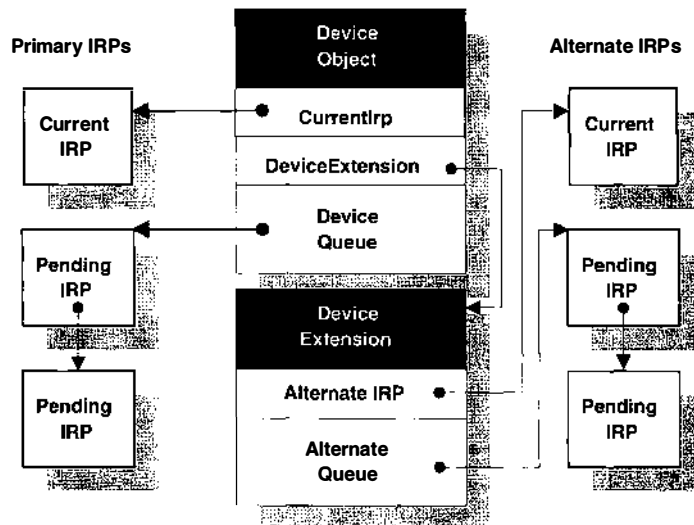 Primary IRPs
Current
IRP
Pending
IRP
Pending
IRP
Device
Object
CurrentIrp
DeviceExtension
Device
Queue
Device
Extension
Alternate IRP
Alternate
Queue
Alternate IRPs
Current
IRP
Pending
IRP
Pending
IRP